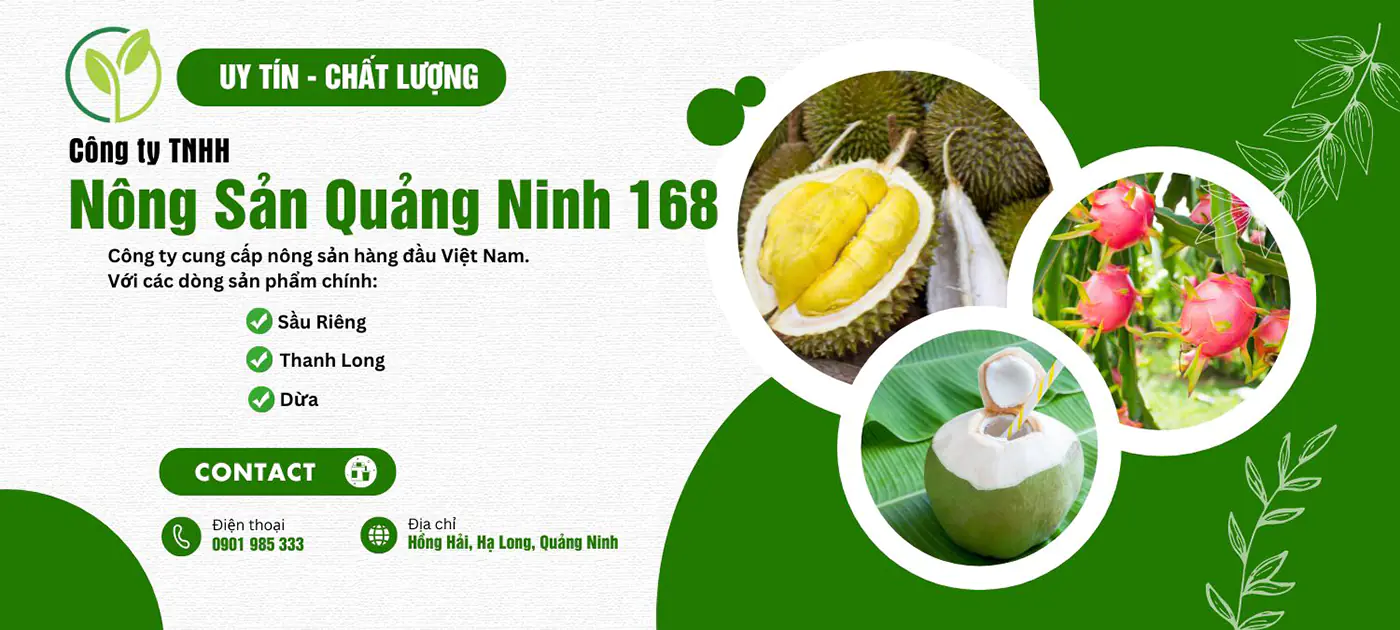 UY TÍN - CHẤT LƯỢNG
Công ty TNHH
Nông Sản Quảng Ninh 168
Công ty cung cấp nông sản hàng đầu Việt Nam.
Với các dòng sản phẩm chính:
Sầu Riêng
Thanh Long
Dừa
CONTACT
Điện thoại
0901 985 333
Địa chỉ
Hồng Hải, Hạ Long, Quảng Ninh